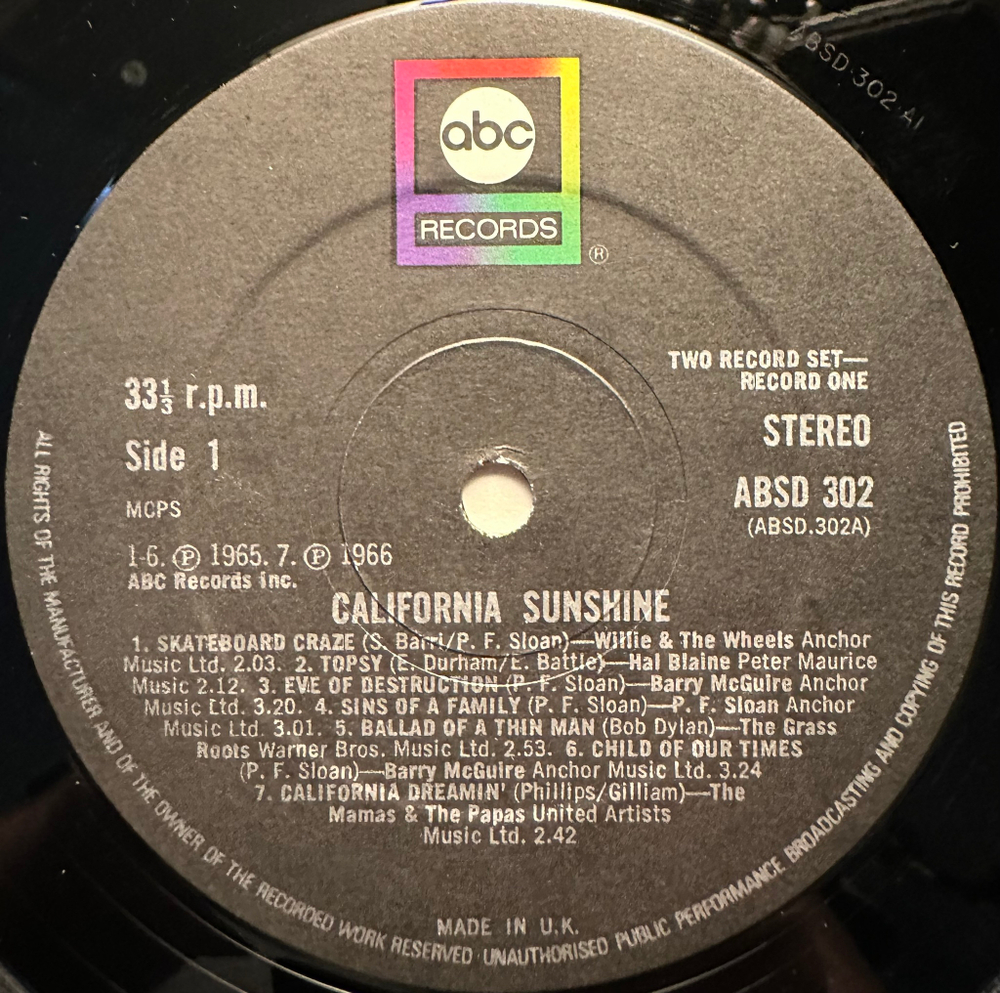 abc
RECORDS
®
BSD·302·A1
TWO RECORD SET—
RECORD ONE
33⅓ r.p.m.
STEREO
Side 1
ABSD 302
MCPS
(ABSD.302A)
1-6. Ⓟ 1965. 7. Ⓟ 1966
ABC Records Inc.
CALIFORNIA SUNSHINE
1. SKATEBOARD CRAZE (S. Barri/P. F. Sloan)—Willie & The Wheels Anchor
Music Ltd. 2.03. 2. TOPSY (E. Durham/E. Battle)—Hal Blaine Peter Maurice
Music 2.12. 3. EVE OF DESTRUCTION (P. F. Sloan)—Barry McGuire Anchor
Music Ltd. 3.20. 4. SINS OF A FAMILY (P. F. Sloan)—P. F. Sloan Anchor
Music Ltd. 3.01. 5. BALLAD OF A THIN MAN (Bob Dylan)—The Grass
Roots Warner Bros. Music Ltd. 2.53. 6. CHILD OF OUR TIMES
(P. F. Sloan)—Barry McGuire Anchor Music Ltd. 3.24
7. CALIFORNIA DREAMIN' (Phillips/Gilliam)—The
Mamas & The Papas United Artists
Music Ltd. 2.42
MADE IN U.K.
ALL RIGHTS OF THE MANUFACTURER AND OF THE OWNER OF THE RECORDED WORK RESERVED · UNAUTHORISED PUBLIC PERFORMANCE BROADCASTING AND COPYING OF THIS RECORD PROHIBITED